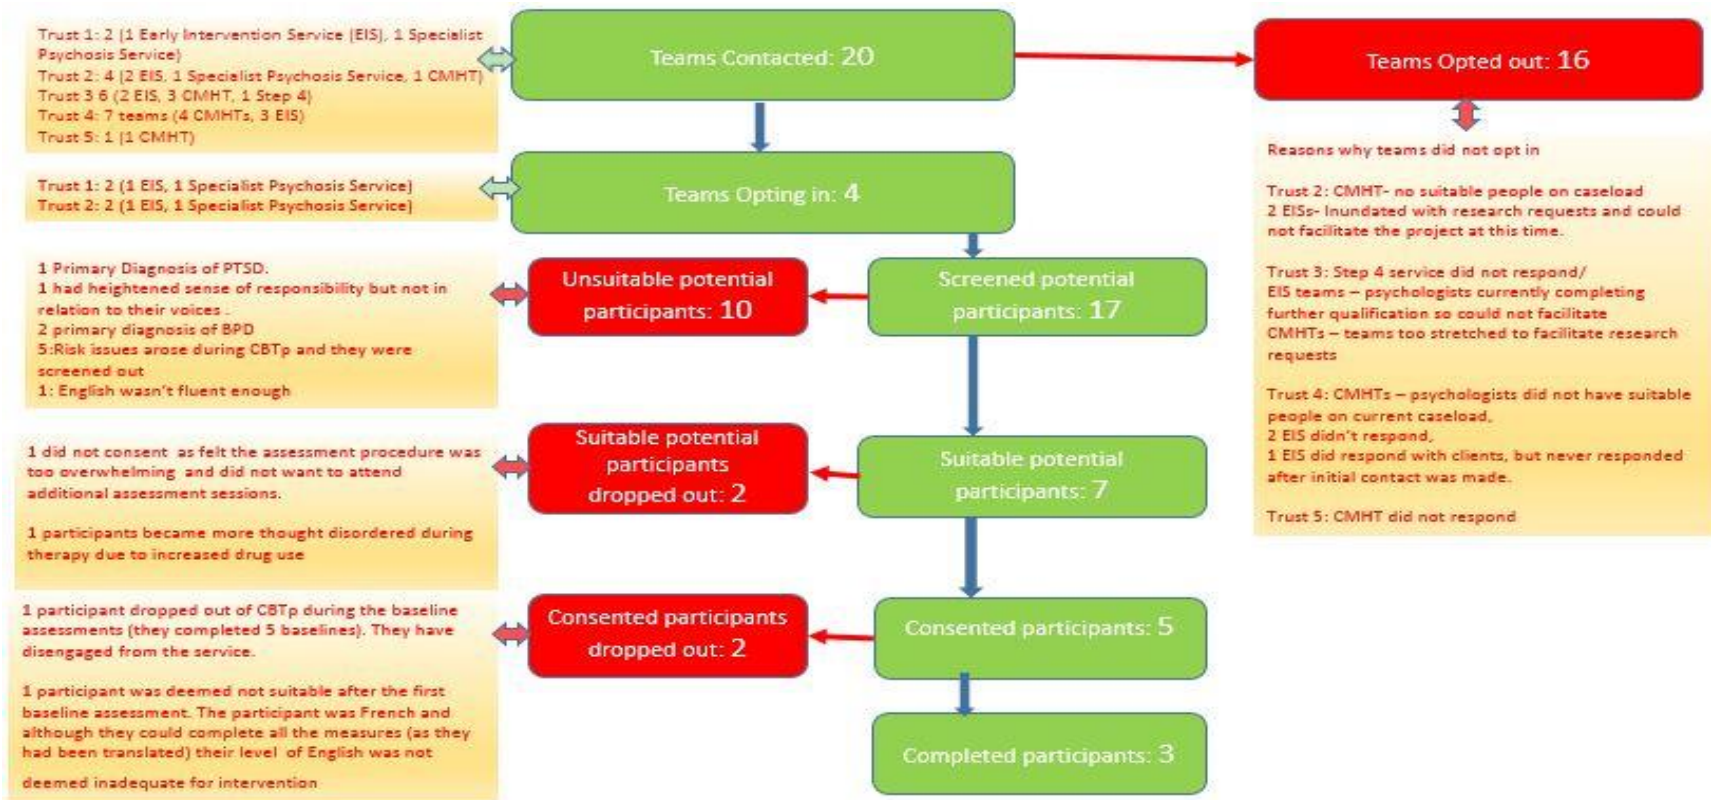 Trust 1: 2 (1 Early Intervention Service (EIS), 1 Specialist
Psychosis Service)
Trust 2: 4 (2 EIS, 1 Specialist Psychosis Service, 1 CMHT)
Trust 3 6 (2 EIS, 3 CMHT, 1 Step 4)
Trust 4: 7 teams (4 CMHTs, 3 EIS)
Trust 5: 1 (1 CMHT)
Teams Contacted: 20
Teams Opted out: 16
Trust 1: 2 (1 EIS, 1 Specialist Psychosis Service)
Trust 2: 2 (1 EIS, 1 Specialist Psychosis Service)
Teams Opting in: 4
Reasons why teams did not opt in
Trust 2: CMHT- no suitable people on caseload
2 EISs- Inundated with research requests and could
not facilitate the project at this time.
Trust 3: Step 4 service did not respond/
EIS teams – psychologists currently completing
further qualification so could not facilitate
CMHTs – teams too stretched to facilitate research
requests
Trust 4: CMHTs – psychologists did not have suitable
people on current caseload,
2 EIS didn't respond,
1 EIS did respond with clients, but never responded
after initial contact was made.
Trust 5: CMHT did not respond
1 Primary Diagnosis of PTSD.
1 had heightened sense of responsibility but not in
relation to their voices .
2 primary diagnosis of BPD
5:Risk issues arose during CBTp and they were
screened out
1: English wasn't fluent enough
Unsuitable potential
participants: 10
Screened potential
participants: 17
1 did not consent as felt the assessment procedure was
too overwhelming and did not want to attend
additional assessment sessions.
1 participants became more thought disordered during
therapy due to increased drug use
Suitable potential
participants
dropped out: 2
Suitable potential
participants: 7
1 participant dropped out of CBTp during the baseline
assessments (they completed 5 baselines). They have
disengaged from the service.
1 participant was deemed not suitable after the first
baseline assessment. The participant was French and
although they could complete all the measures (as they
had been translated) their level of English was not
deemed inadequate for intervention
Consented participants
dropped out: 2
Consented participants: 5
Completed participants: 3